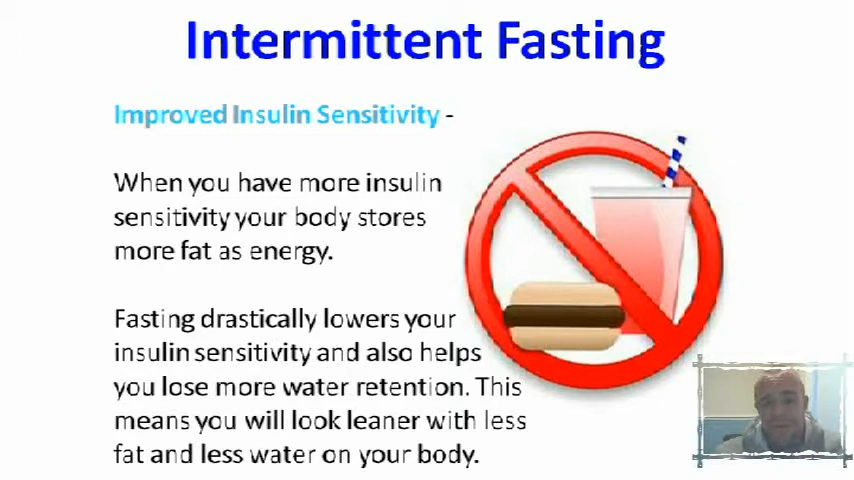 Intermittent Fasting
Improved Insulin Sensitivity -
When you have more insulin
sensitivity your body stores
more fat as energy.
Fasting drastically lowers your
insulin sensitivity and also helps
you lose more water retention. This
means you will look leaner with less
fat and less water on your body.